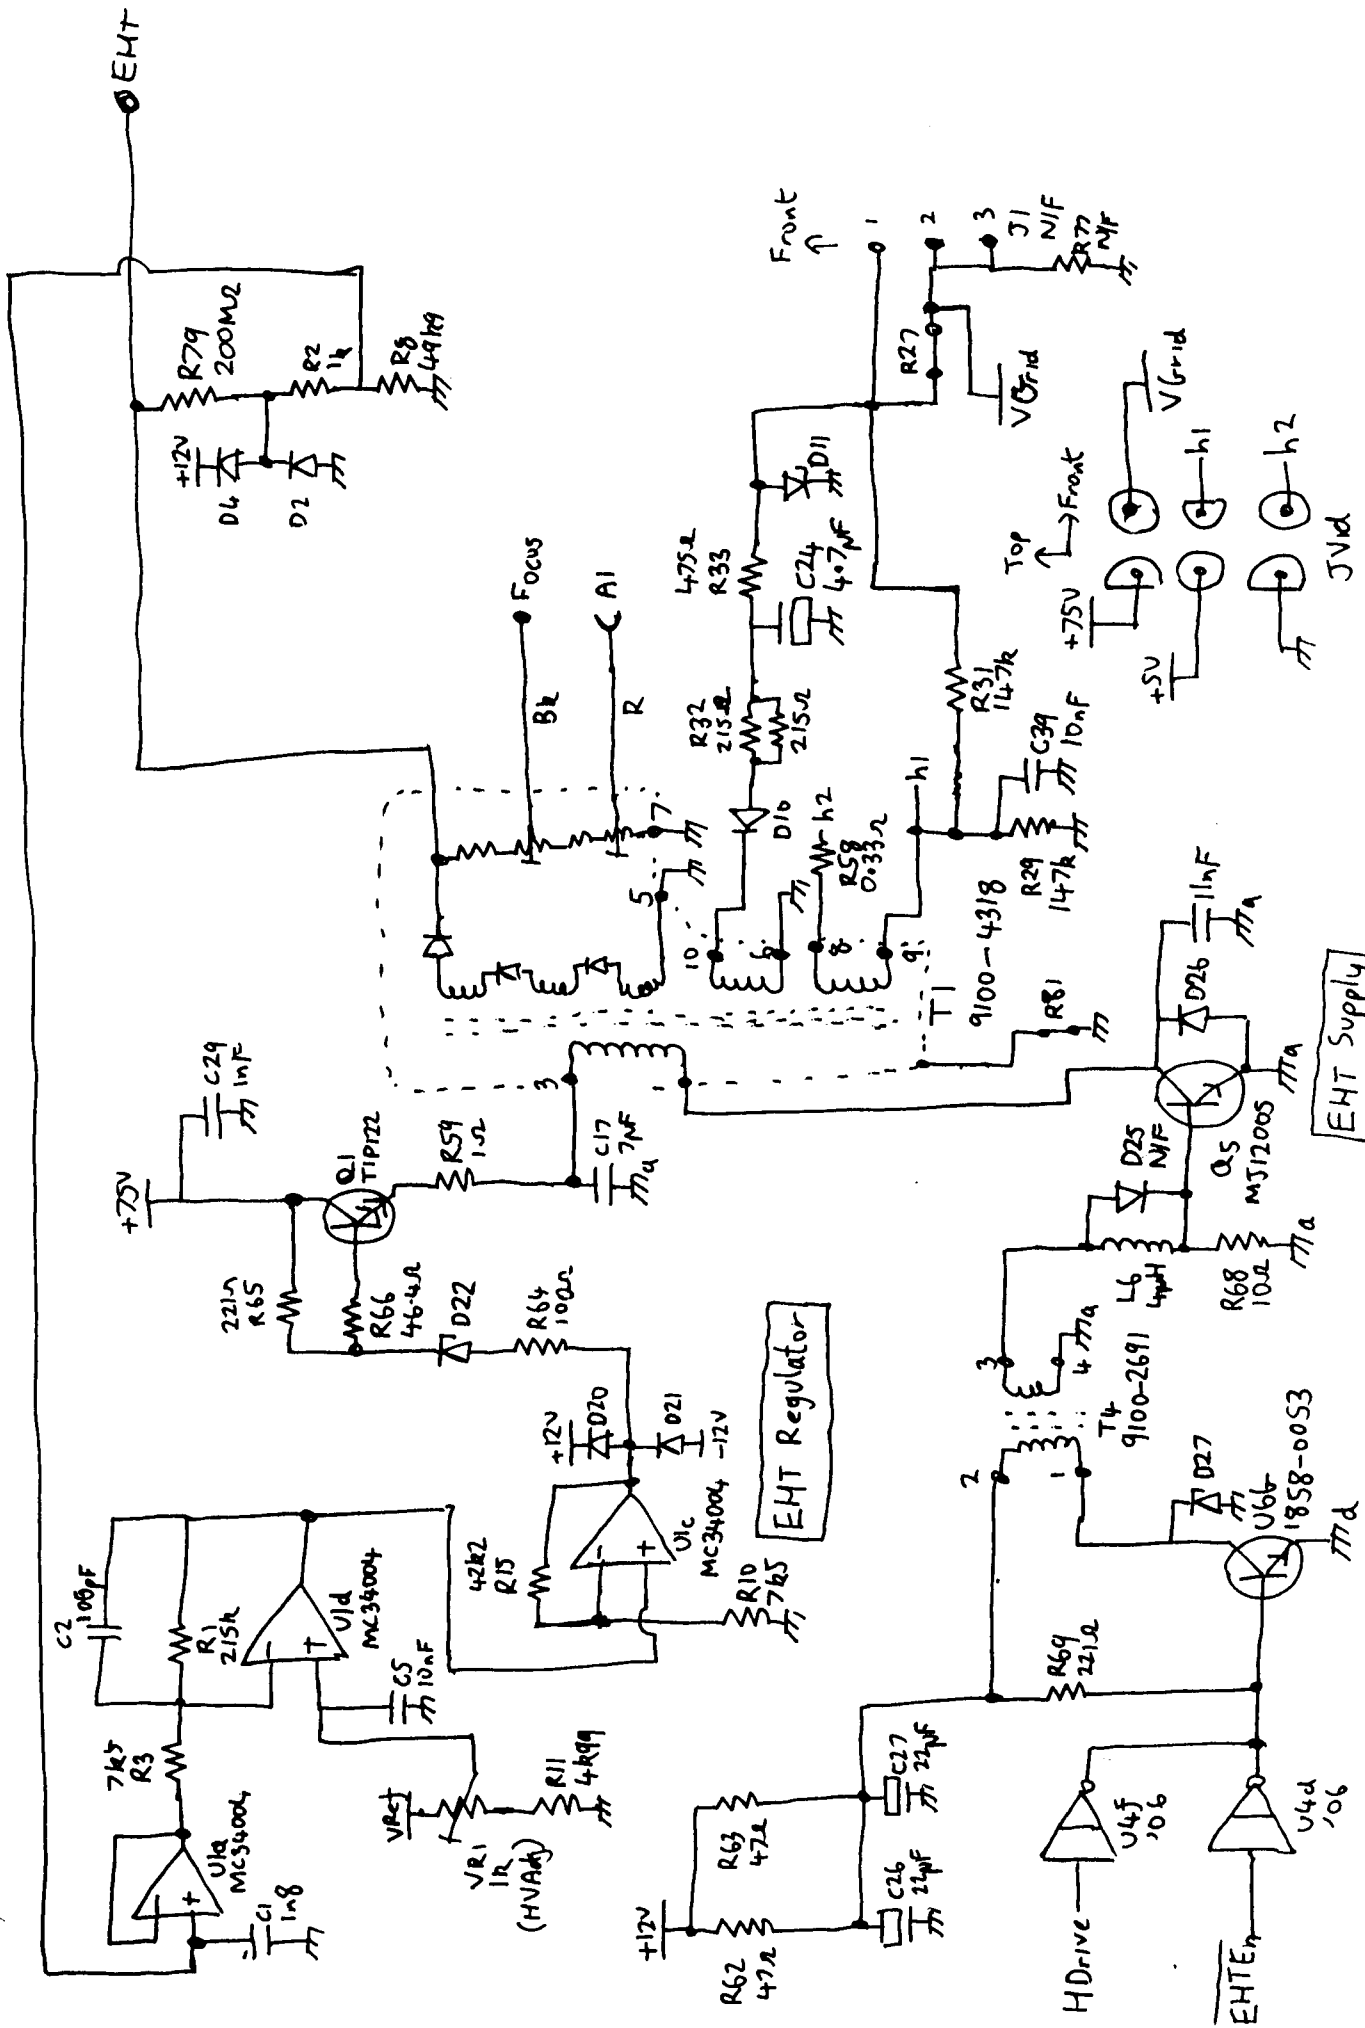 EHT
R79
200MΩ
R2
1k
R8
49k9
+12V
D4
D2
Focus
Bk
A1
R
7
5
Front
↑
1
2
3
J1
N/F
R77
N/F
R27
VGrid
D11
475Ω
R33
C24
4.7µF
R32
215Ω
215Ω
D10
h2
R58
0.33Ω
h1
R31
147k
C39
10nF
R29
147k
10
6
8
9
T1
9100-4318
R81
Top
→Front
+75V
+5V
VGrid
h1
h2
JVid
+75V
C29
1nF
Q1
TIP122
R59
1Ω
3
C17
7µF
a
221Ω
R65
R66
46.4Ω
D22
R64
100Ω
+12V
D20
D21
-12V
EHT Regulator
C2
100pF
R1
215k
7k5
R3
U1d
MC34004
C5
10nF
U1a
MC34004
C1
1n8
VRef
VR1
1k
(HVAdj)
R11
4k99
42k2
R15
U1c
MC34004
R10
7k5
D26
11nF
a
a
Q5
MJ12005
D25
N/F
L6
4µH
R68
10Ω
a
3
4
a
T4
9100-2691
2
1
D27
U6b
1858-0053
d
R69
221Ω
+12V
R62
47Ω
R63
47Ω
C26
22µF
C27
22µF
HDrive
U4f
'06
EHTEn
U4d
'06
EHT Supply